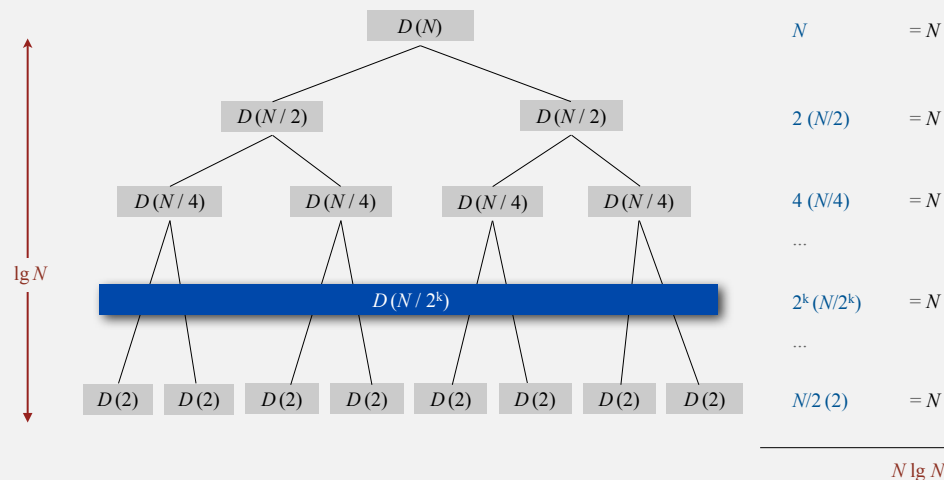 D (N) N = N
D (N / 2) D (N / 2) 2 (N/2) = N
D (N / 4) D (N / 4) D (N / 4) D (N / 4) 4 (N/4) = N
...
lg N
D (N / 2ᵏ) 2ᵏ (N/2ᵏ) = N
...
D (2) D (2) D (2) D (2) D (2) D (2) D (2) D (2) N/2 (2) = N
N lg N